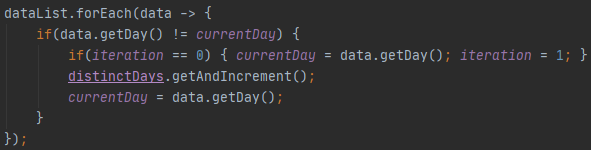 dataList.forEach(data -> {
    if(data.getDay() != currentDay) {
        if(iteration == 0) { currentDay = data.getDay(); iteration = 1; }
        distinctDays.getAndIncrement();
        currentDay = data.getDay();
    }
});